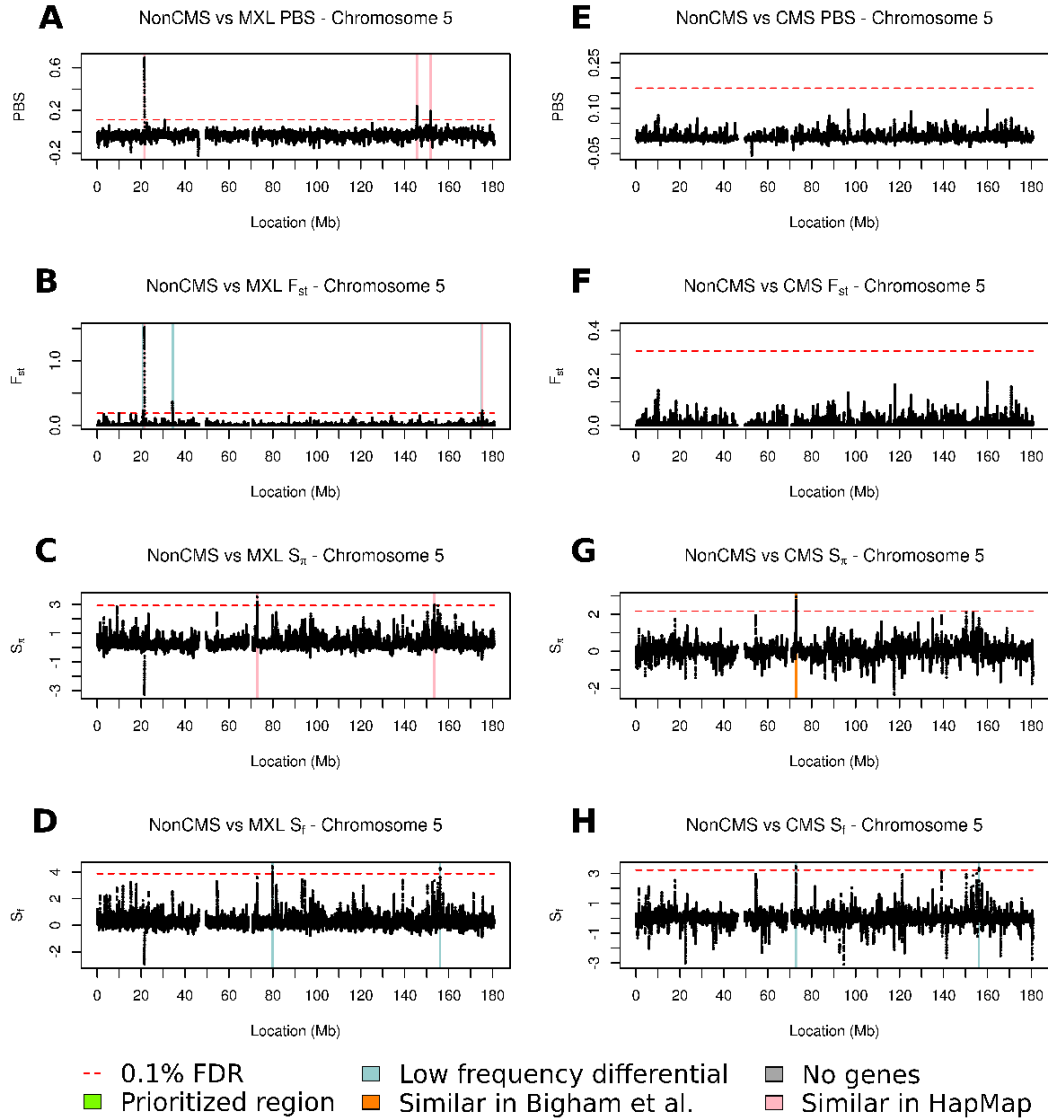 A
NonCMS vs MXL PBS - Chromosome 5
PBS
-0.2 0.2 0.6
0 20 40 60 80 100 120 140 160 180
Location (Mb)
E
NonCMS vs CMS PBS - Chromosome 5
PBS
-0.05 0.10 0.25
0 20 40 60 80 100 120 140 160 180
Location (Mb)
B
NonCMS vs MXL Fst - Chromosome 5
Fst
0.0 1.0
0 20 40 60 80 100 120 140 160 180
Location (Mb)
F
NonCMS vs CMS Fst - Chromosome 5
Fst
0.0 0.2 0.4
0 20 40 60 80 100 120 140 160 180
Location (Mb)
C
NonCMS vs MXL Sπ - Chromosome 5
Sπ
-3 -1 1 3
0 20 40 60 80 100 120 140 160 180
Location (Mb)
G
NonCMS vs CMS Sπ - Chromosome 5
Sπ
-2 0 2
0 20 40 60 80 100 120 140 160 180
Location (Mb)
D
NonCMS vs MXL Sf - Chromosome 5
Sf
-2 0 2 4
0 20 40 60 80 100 120 140 160 180
Location (Mb)
H
NonCMS vs CMS Sf - Chromosome 5
Sf
-3 -1 1 3
0 20 40 60 80 100 120 140 160 180
Location (Mb)
0.1% FDR Low frequency differential No genes
Prioritized region Similar in Bigham et al. Similar in HapMap